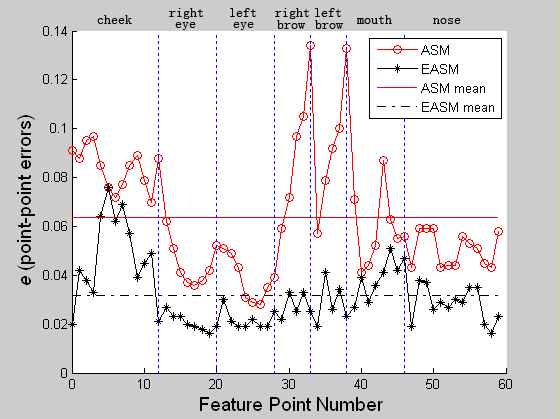 cheek
right
eye
left
eye
right
brow
left
brow
mouth
nose
0.14
0.12
0.1
0.08
0.06
0.04
0.02
0
e (point-point errors)
ASM
EASM
ASM mean
EASM mean
0 10 20 30 40 50 60
Feature Point Number